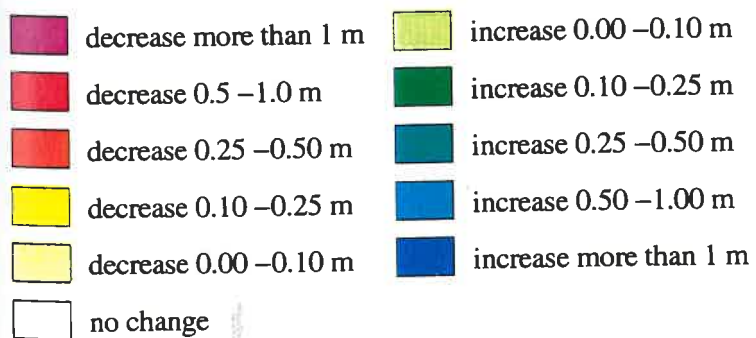 decrease more than 1 m
decrease 0.5 –1.0 m
decrease 0.25 –0.50 m
decrease 0.10 –0.25 m
decrease 0.00 –0.10 m
no change
increase 0.00 –0.10 m
increase 0.10 –0.25 m
increase 0.25 –0.50 m
increase 0.50 –1.00 m
increase more than 1 m